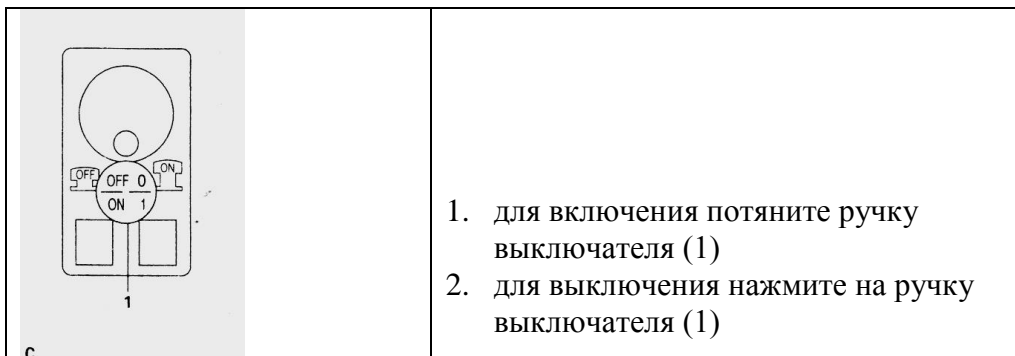 OFF
ON
OFF 0
ON 1
1
C
1. для включения потяните ручку
выключателя (1)
2. для выключения нажмите на ручку
выключателя (1)